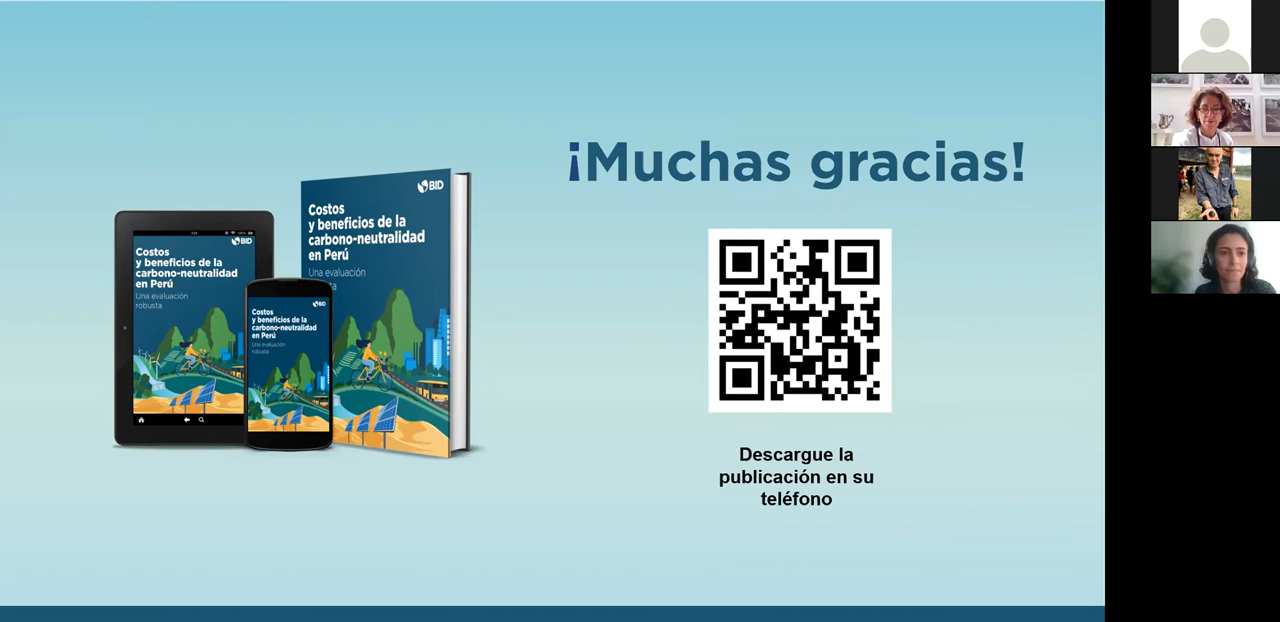 ¡Muchas gracias!
BID
Costos
y beneficios de la
carbono-neutralidad
en Perú
Una evaluación
BID
Costos
y beneficios de la
carbono-neutralidad
en Perú
Una evaluación
robusta
BID
Costos
y beneficios de la
carbono-neutralidad
en Perú
Una evaluación
robusta
Descargue la
publicación en su
teléfono